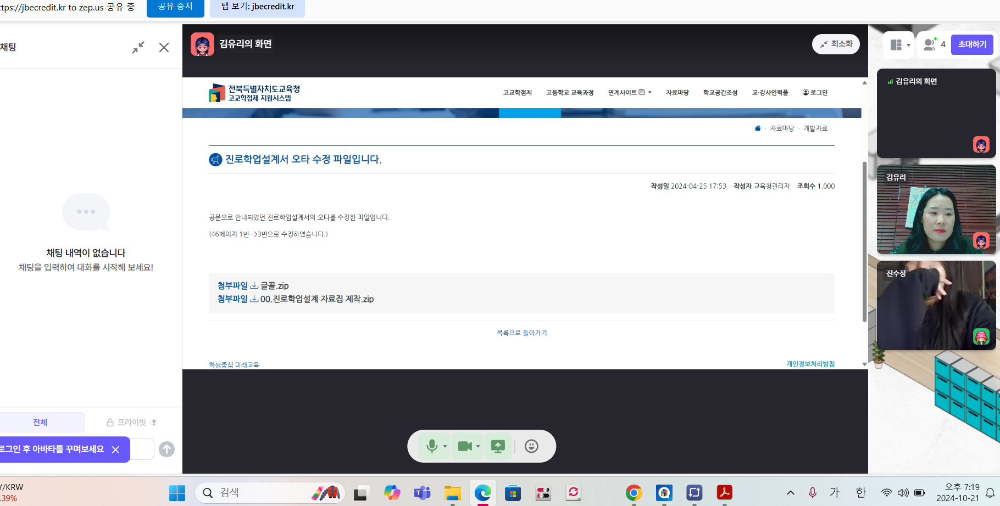 ttps://jbecredit.kr to zep.us 공유 중
공유 중지
탭 보기: jbecredit.kr
채팅
채팅 내역이 없습니다
채팅을 입력하여 대화를 시작해 보세요!
전체
프라이빗 ?
로그인 후 아바타를 꾸며보세요
김유리의 화면
최소화
전북특별자치도교육청
고교학점제 지원시스템
고교학점제 고등학교 교육과정 연계사이트 자료마당 학교공간조성 교·강사인력풀 로그인
· 자료마당 · 개발자료
진로학업설계서 오타 수정 파일입니다.
작성일 2024-04-25 17:53 작성자 교육청관리자 조회수 1,000
공문으로 안내되었던 진로학업설계서의 오타를 수정한 파일입니다.
(46페이지 1번-->3번으로 수정하였습니다.)
첨부파일 글꼴.zip
첨부파일 00.진로학업설계 자료집 제작.zip
목록으로 돌아가기
학생중심 미래교육
개인정보처리방침
4
초대하기
김유리의 화면
김유리
진수정
Y/KRW
.39%
검색
가
한
오후 7:19
2024-10-21